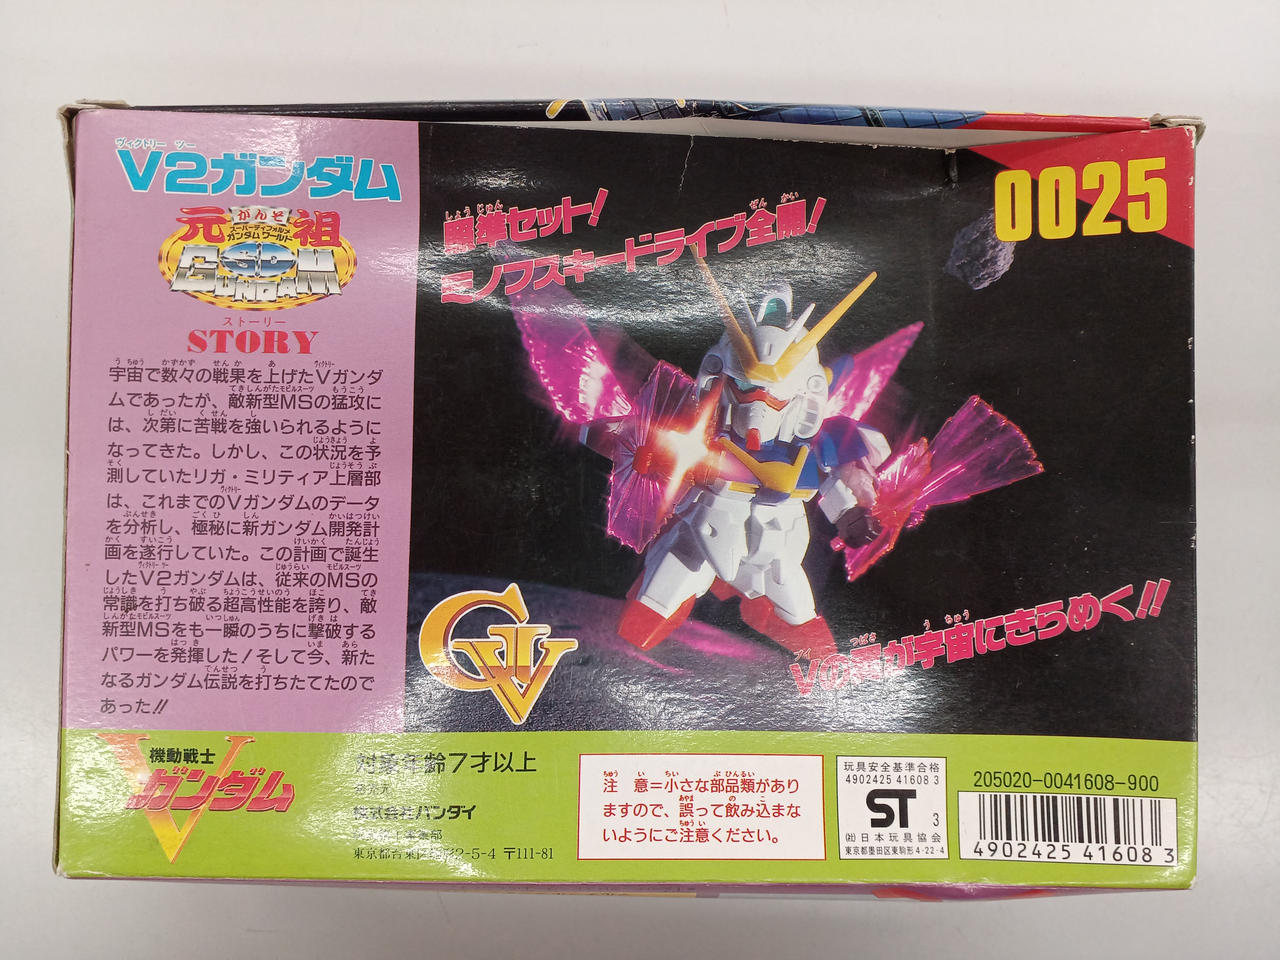 ヴィクトリー ツー
V2ガンダム
元祖
がんそ
スーパーディフォルメ
ガンダムワールド
SD
GUNDAM
ストーリー
STORY
宇宙で数々の戦果を上げたVガンダ
ムであったが、敵新型MSの猛攻に
は、次第に苦戦を強いられるように
なってきた。しかし、この状況を予
測していたリガ・ミリティア上層部
は、これまでのVガンダムのデータ
を分析し、極秘に新ガンダム開発計
画を遂行していた。この計画で誕生
したV2ガンダムは、従来のMSの
常識を打ち破る超高性能を誇り、敵
新型MSをも一瞬のうちに撃破する
パワーを発揮した!そして今、新た
なるガンダム伝説を打ちたてたので
あった!!
照準セット!
ミノフスキードライブ全開!
0025
Vの翼が宇宙にきらめく!!
機動戦士
Vガンダム
対象年齢7才以上
株式会社バンダイ
東京都台東区駒形2-5-4 〒111-81
注 意=小さな部品類があり
ますので、誤って飲み込まな
いようにご注意ください。
玩具安全基準合格
4902425 41608 3
ST 3
(社)日本玩具協会
東京都墨田区東駒形4-22-4
205020-0041608-900
4902425 416083